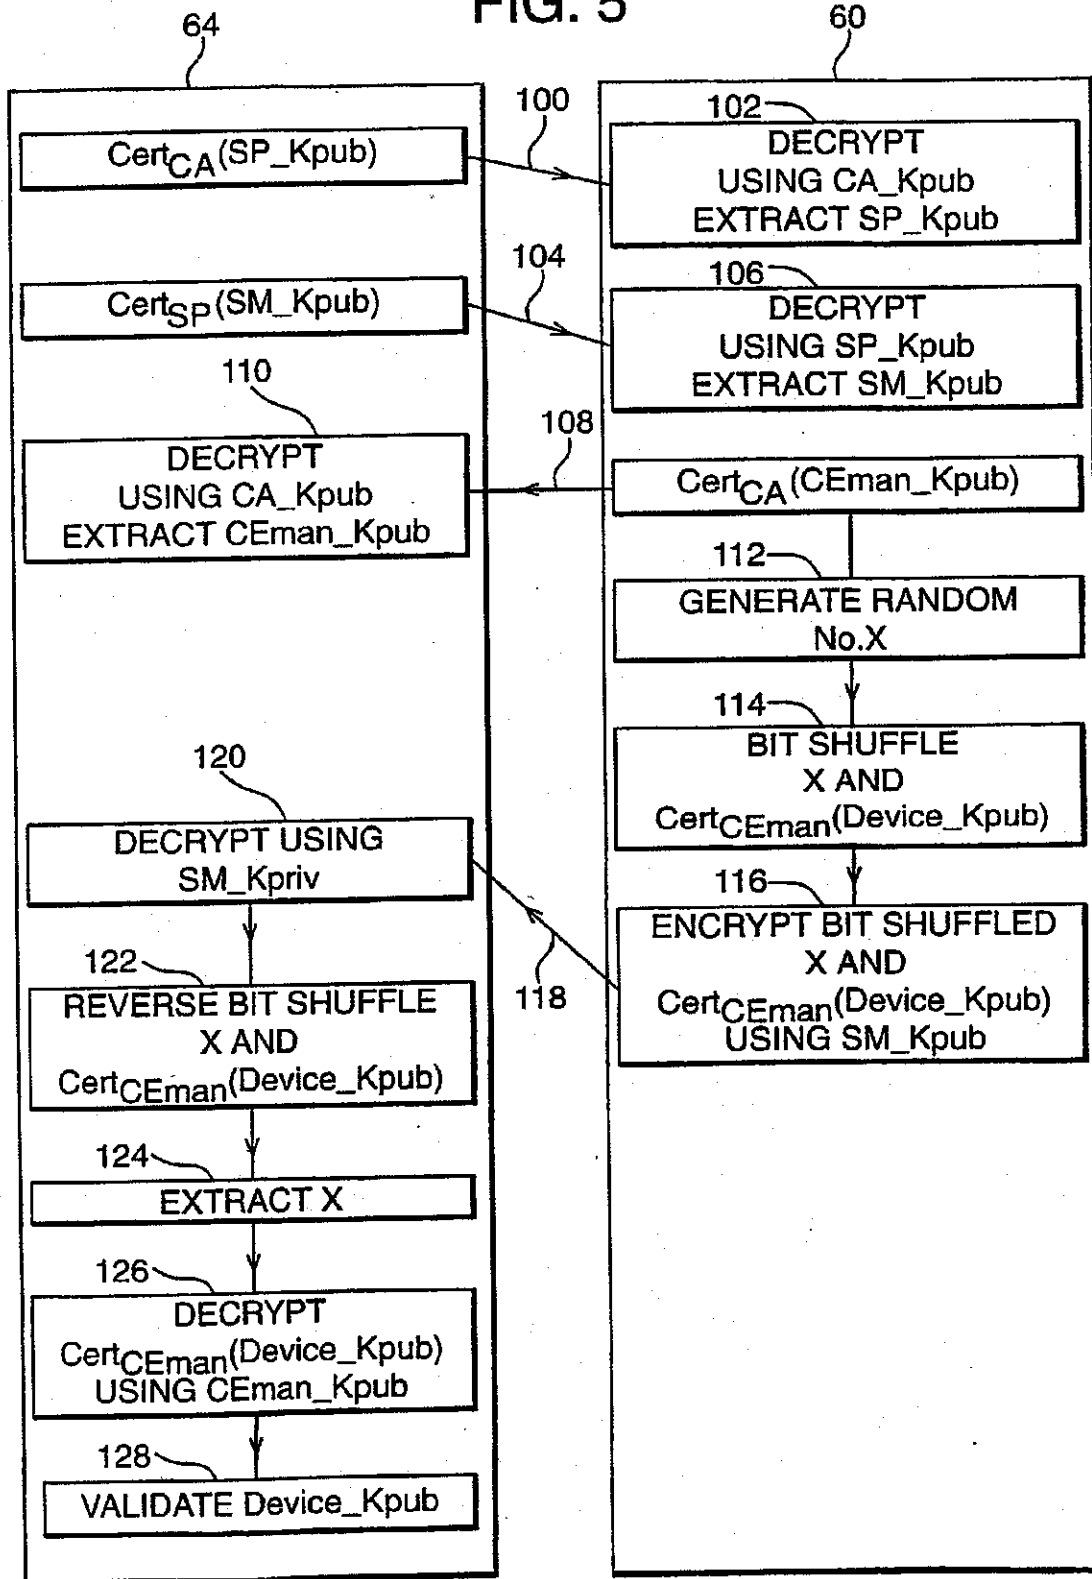 FIG. 5
64
60
100
102
CertCA(SP_Kpub)
DECRYPT
USING CA_Kpub
EXTRACT SP_Kpub
104
106
CertSP(SM_Kpub)
DECRYPT
USING SP_Kpub
EXTRACT SM_Kpub
110
108
DECRYPT
USING CA_Kpub
EXTRACT CEman_Kpub
CertCA(CEman_Kpub)
112
GENERATE RANDOM
No.X
114
BIT SHUFFLE
X AND
CertCEman(Device_Kpub)
120
DECRYPT USING
SM_Kpriv
116
ENCRYPT BIT SHUFFLED
X AND
CertCEman(Device_Kpub)
USING SM_Kpub
118
122
REVERSE BIT SHUFFLE
X AND
CertCEman(Device_Kpub)
124
EXTRACT X
126
DECRYPT
CertCEman(Device_Kpub)
USING CEman_Kpub
128
VALIDATE Device_Kpub